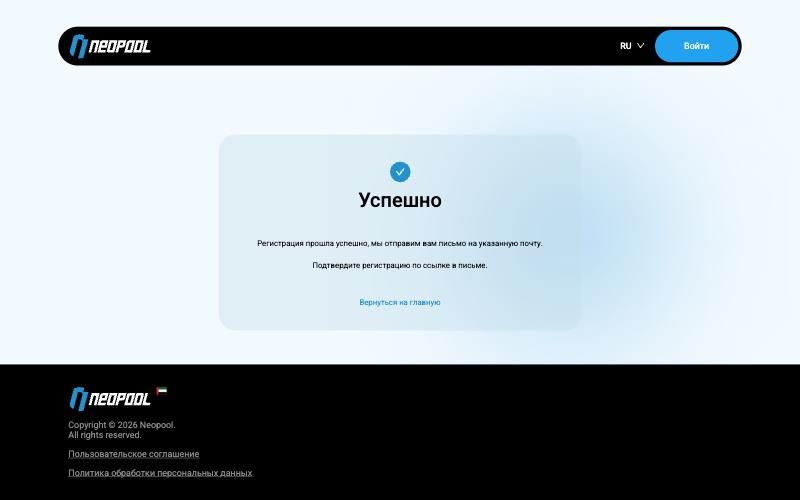 NEOPOOL
RU
Войти
Успешно
Регистрация прошла успешно, мы отправим вам письмо на указанную почту.
Подтвердите регистрацию по ссылке в письме.
Вернуться на главную
NEOPOOL
Copyright © 2026 Neopool.
All rights reserved.
Пользовательское соглашение
Политика обработки персональных данных